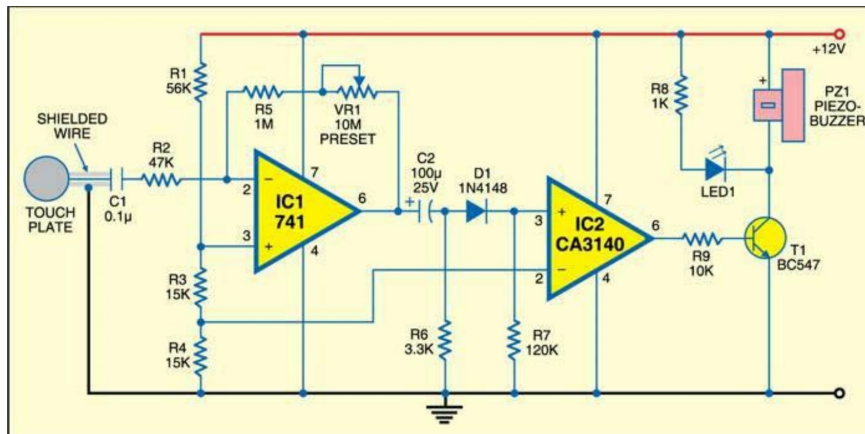 +12V
R1
56K
R5
1M
VR1
10M
PRESET
R8
1K
+
PZ1
PIEZO-
BUZZER
SHIELDED
WIRE
R2
47K
C1
0.1µ
TOUCH
PLATE
2
−
3
+
IC1
741
7
6
4
C2
100µ
25V
+
D1
1N4148
3
+
2
−
IC2
CA3140
7
6
4
LED1
R9
10K
T1
BC547
R3
15K
R4
15K
R6
3.3K
R7
120K